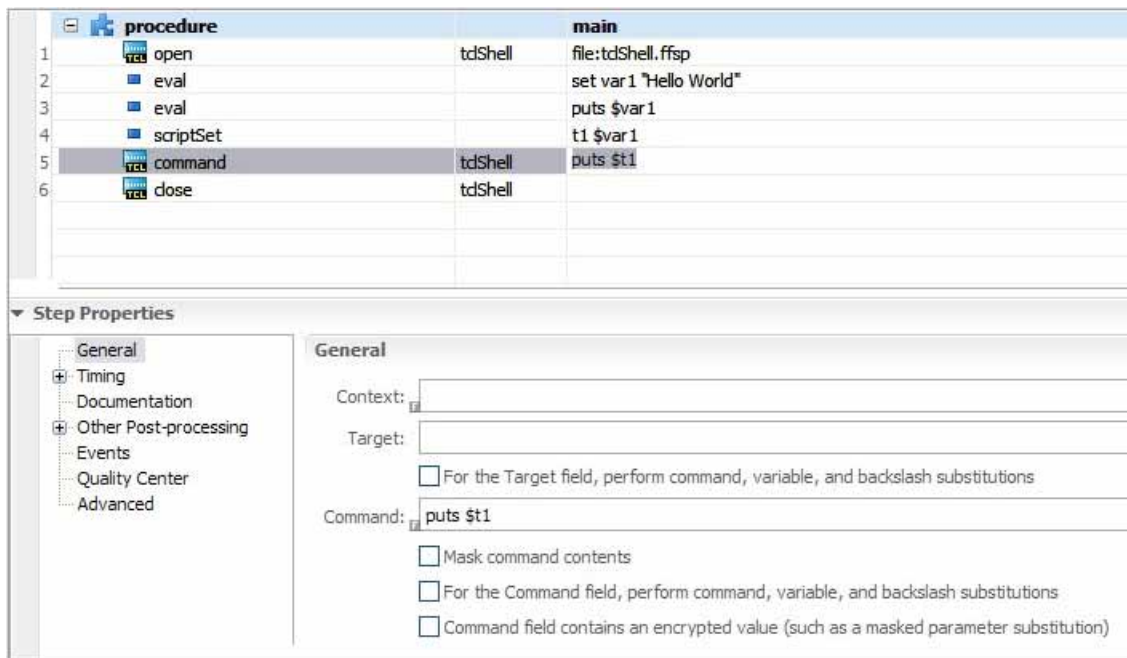 procedure main
1 TCL open tclShell file:tclShell.ffsp
2 eval set var1 "Hello World"
3 eval puts $var1
4 scriptSet t1 $var1
5 TCL command tclShell puts $t1
6 TCL close tclShell
Step Properties
General
Timing
Documentation
Other Post-processing
Events
Quality Center
Advanced
General
Context:
Target:
For the Target field, perform command, variable, and backslash substitutions
Command: puts $t1
Mask command contents
For the Command field, perform command, variable, and backslash substitutions
Command field contains an encrypted value (such as a masked parameter substitution)